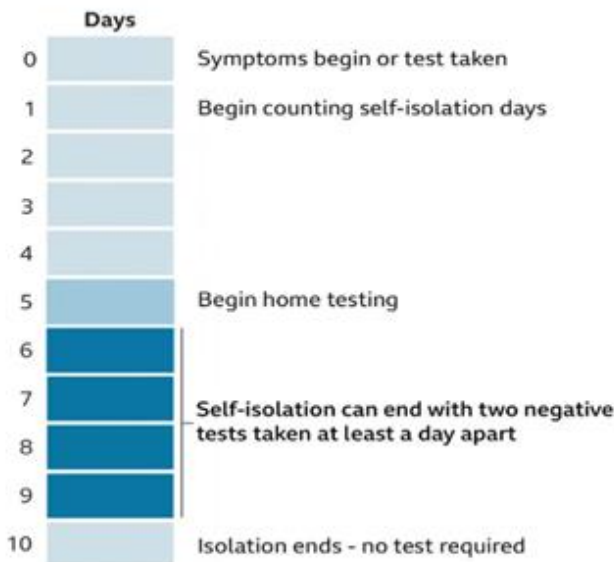 Days
0 Symptoms begin or test taken
1 Begin counting self-isolation days
2
3
4
5 Begin home testing
6
7
Self-isolation can end with two negative
tests taken at least a day apart
8
9
10 Isolation ends - no test required